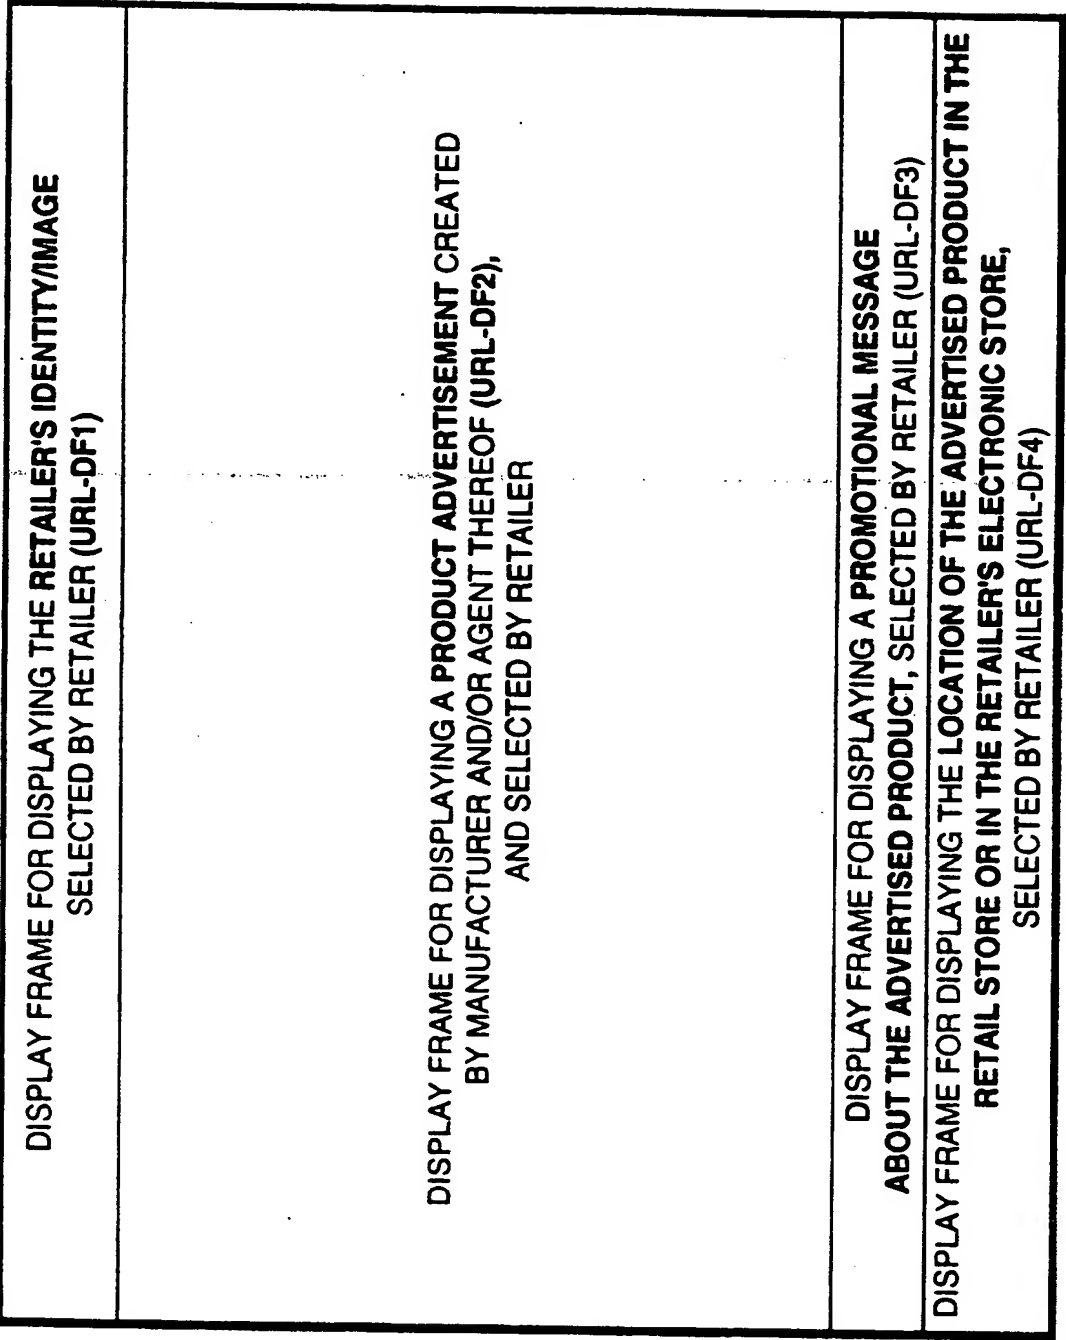 DISPLAY FRAME FOR DISPLAYING THE RETAILER'S IDENTITY/IMAGE
SELECTED BY RETAILER (URL-DF1)
DISPLAY FRAME FOR DISPLAYING A PRODUCT ADVERTISEMENT CREATED
BY MANUFACTURER AND/OR AGENT THEREOF (URL-DF2),
AND SELECTED BY RETAILER
DISPLAY FRAME FOR DISPLAYING A PROMOTIONAL MESSAGE
ABOUT THE ADVERTISED PRODUCT, SELECTED BY RETAILER (URL-DF3)
DISPLAY FRAME FOR DISPLAYING THE LOCATION OF THE ADVERTISED PRODUCT IN THE
RETAIL STORE OR IN THE RETAILER'S ELECTRONIC STORE,
SELECTED BY RETAILER (URL-DF4)